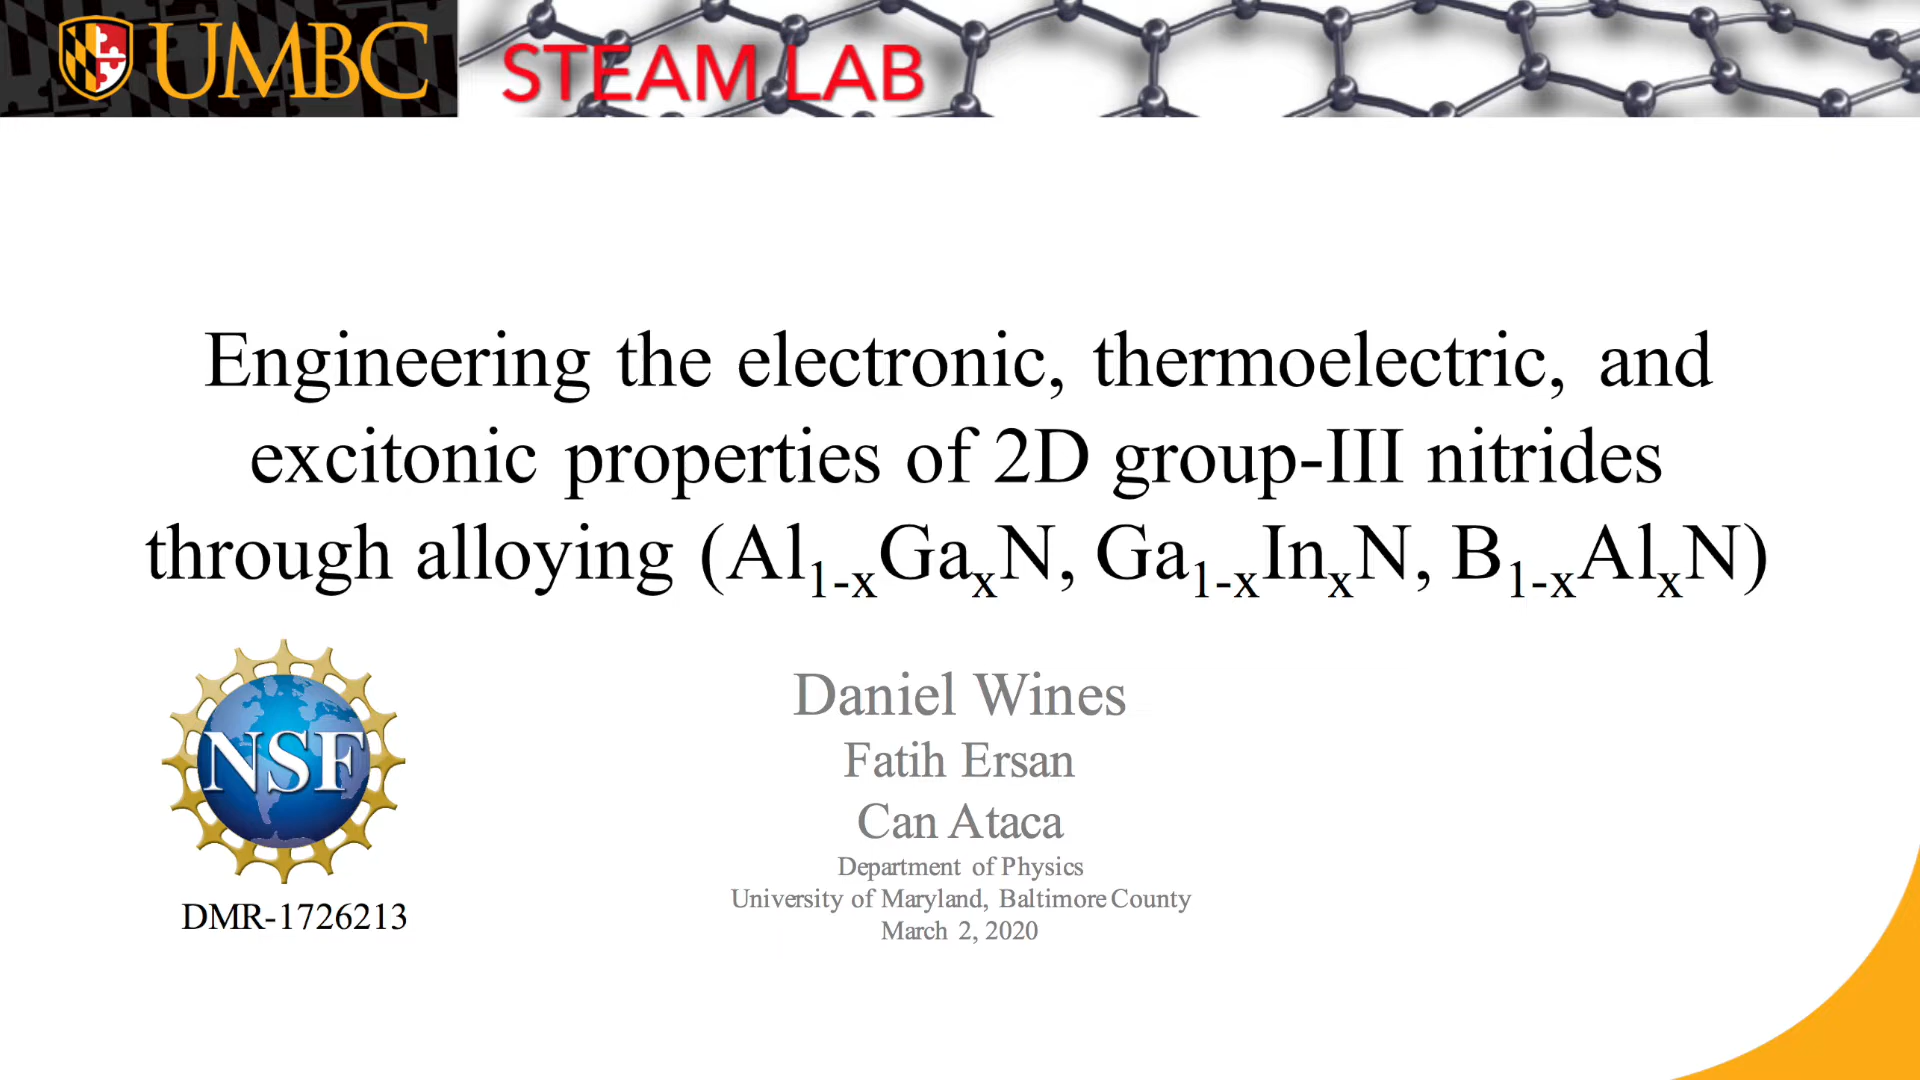 UMBC
STEAM LAB
Engineering the electronic, thermoelectric, and
excitonic properties of 2D group-III nitrides
through alloying (Al₁₋ₓGaₓN, Ga₁₋ₓInₓN, B₁₋ₓAlₓN)
NSF
DMR-1726213
Daniel Wines
Fatih Ersan
Can Ataca
Department of Physics
University of Maryland, Baltimore County
March 2, 2020